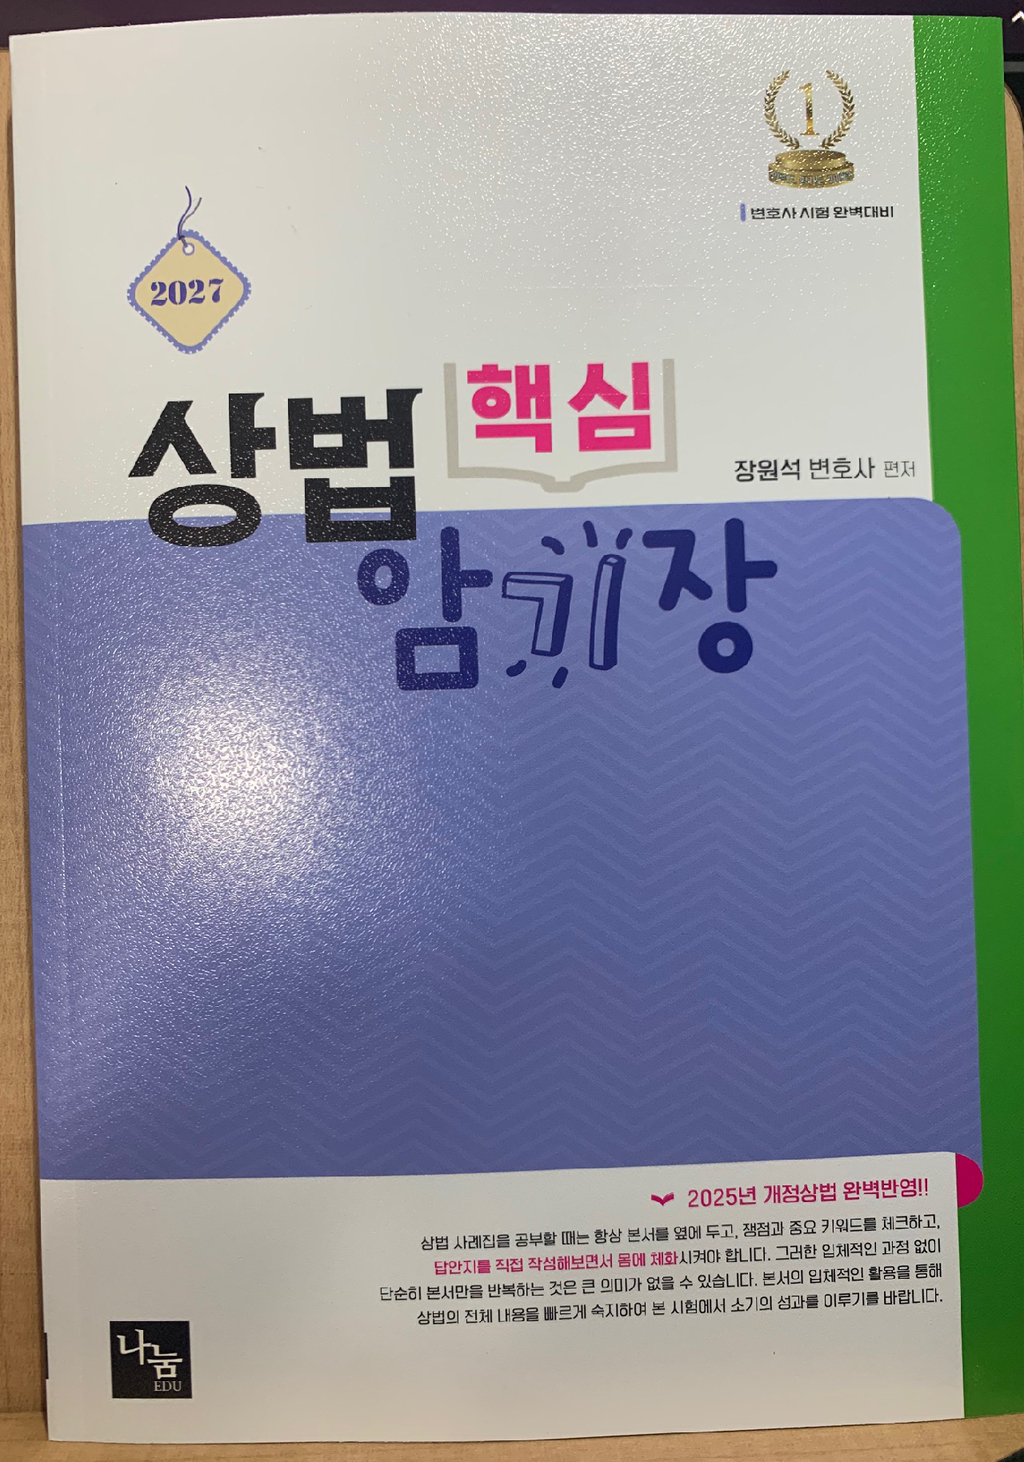 1
변호사 시험 완벽대비
2027
상법 핵심
장원석 변호사 편저
암기장
2025년 개정상법 완벽반영!!
상법 사례집을 공부할 때는 항상 본서를 옆에 두고, 쟁점과 중요 키워드를 체크하고,
답안지를 직접 작성해보면서 몸에 체화시켜야 합니다. 그러한 입체적인 과정 없이
단순히 본서만을 반복하는 것은 큰 의미가 없을 수 있습니다. 본서의 입체적인 활용을 통해
상법의 전체 내용을 빠르게 숙지하여 본 시험에서 소기의 성과를 이루기를 바랍니다.
나눔
EDU